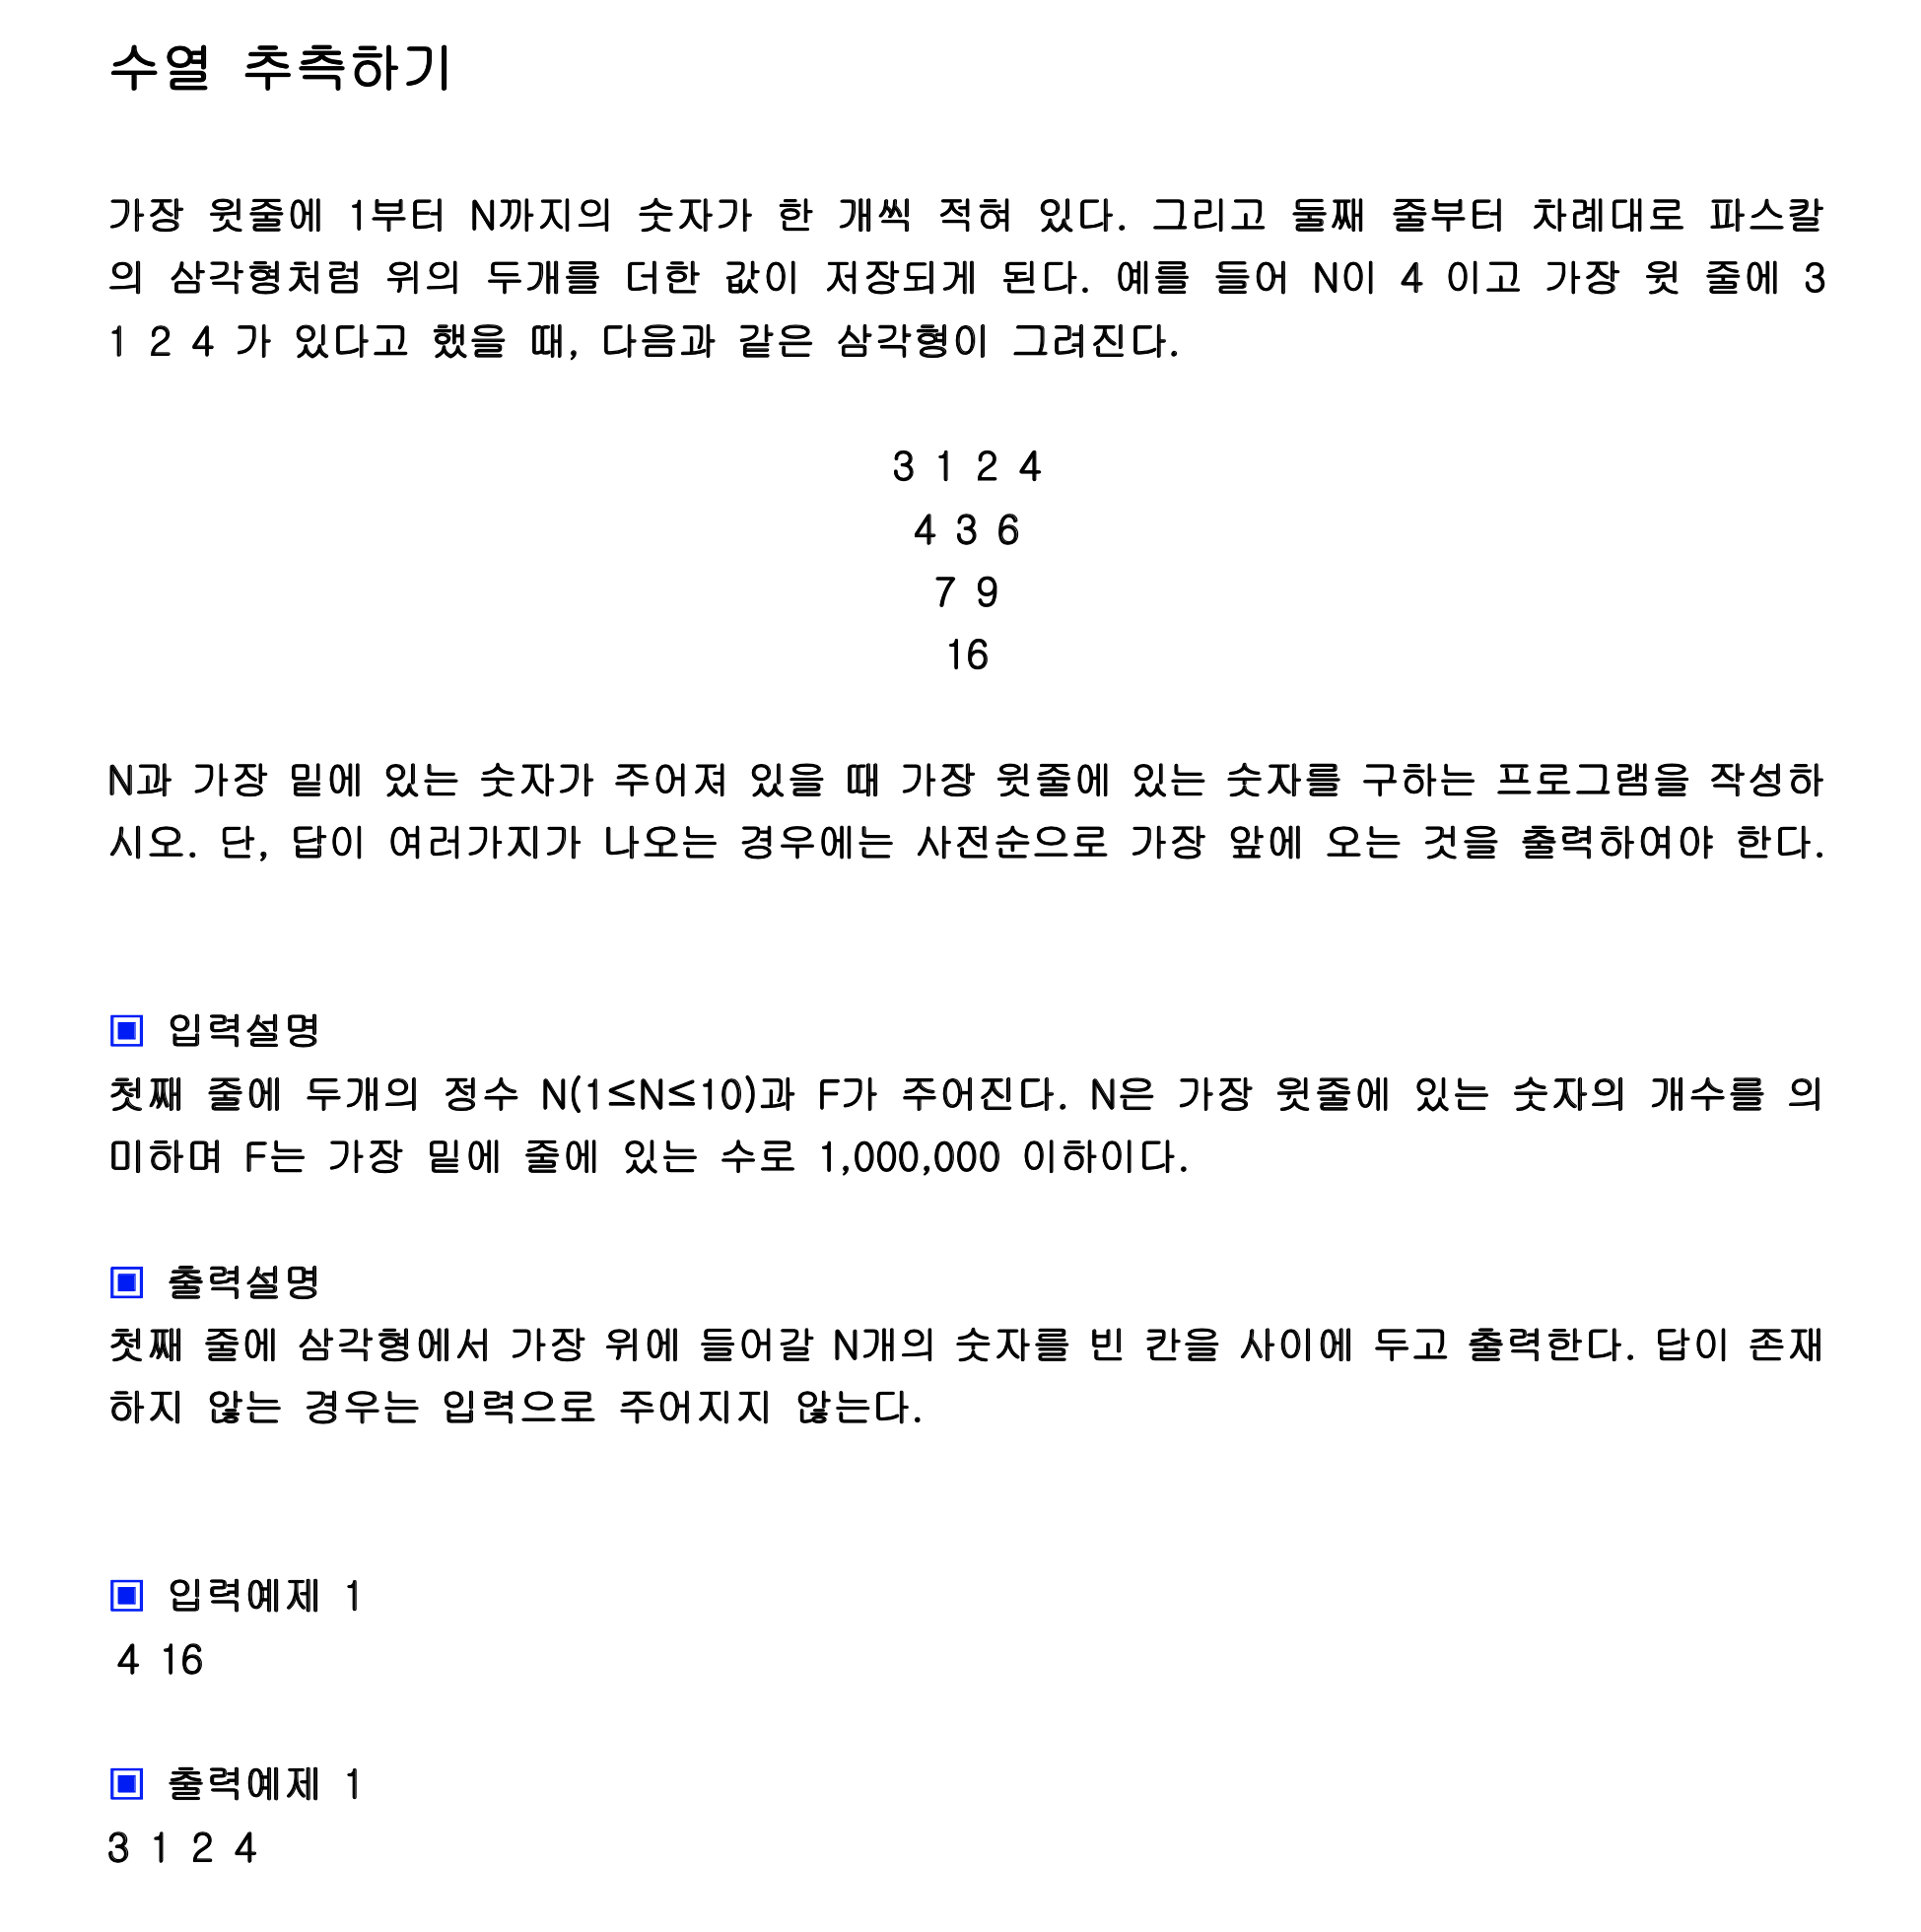 수열 추측하기
가장 윗줄에 1부터 N까지의 숫자가 한 개씩 적혀 있다. 그리고 둘째 줄부터 차례대로 파스칼
의 삼각형처럼 위의 두개를 더한 값이 저장되게 된다. 예를 들어 N이 4 이고 가장 윗 줄에 3
1 2 4 가 있다고 했을 때, 다음과 같은 삼각형이 그려진다.
3 1 2 4
4 3 6
7 9
16
N과 가장 밑에 있는 숫자가 주어져 있을 때 가장 윗줄에 있는 숫자를 구하는 프로그램을 작성하
시오. 단, 답이 여러가지가 나오는 경우에는 사전순으로 가장 앞에 오는 것을 출력하여야 한다.
▣ 입력설명
첫째 줄에 두개의 정수 N(1≤N≤10)과 F가 주어진다. N은 가장 윗줄에 있는 숫자의 개수를 의
미하며 F는 가장 밑에 줄에 있는 수로 1,000,000 이하이다.
▣ 출력설명
첫째 줄에 삼각형에서 가장 위에 들어갈 N개의 숫자를 빈 칸을 사이에 두고 출력한다. 답이 존재
하지 않는 경우는 입력으로 주어지지 않는다.
▣ 입력예제 1
4 16
▣ 출력예제 1
3 1 2 4